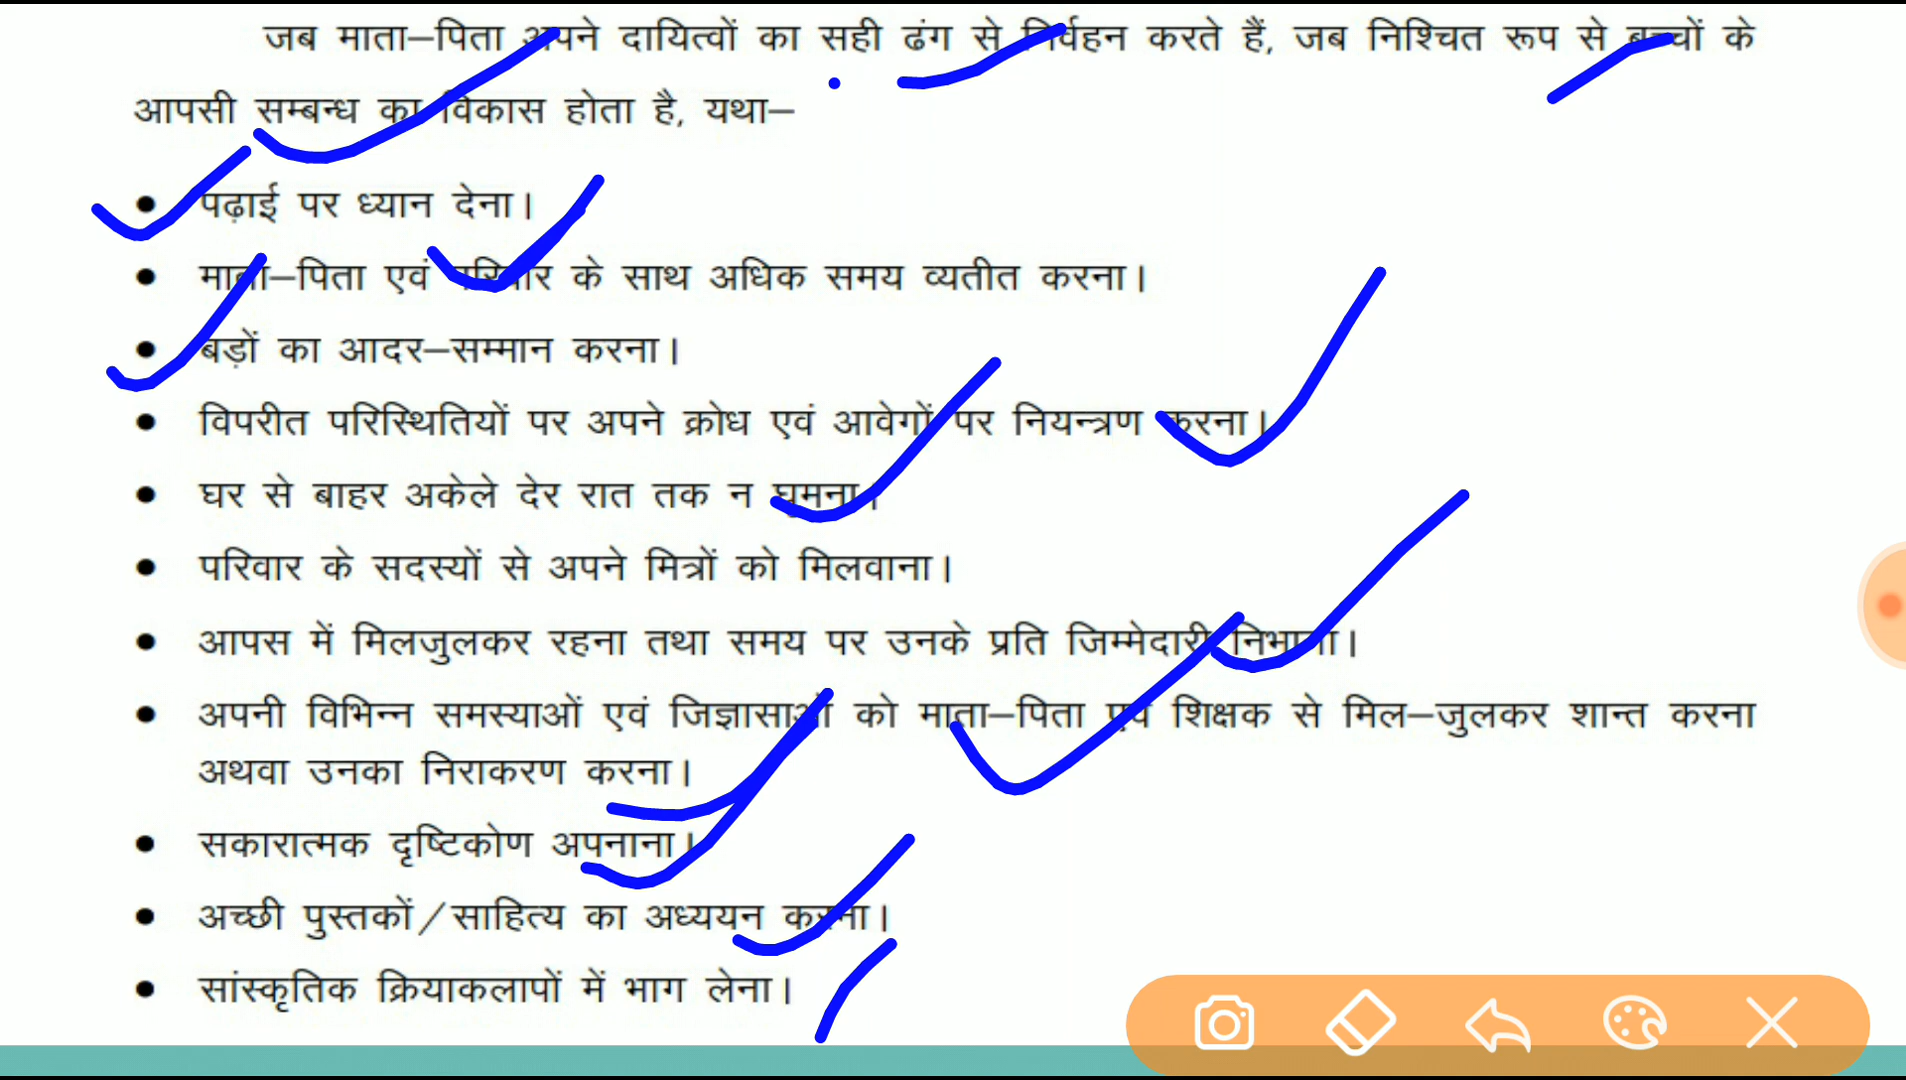 जब माता–पिता अपने दायित्वों का सही ढंग से निर्वहन करते हैं, जब निश्चित रूप से बच्चों के
आपसी सम्बन्ध का विकास होता है, यथा–
● पढ़ाई पर ध्यान देना।
● माता–पिता एवं परिवार के साथ अधिक समय व्यतीत करना।
● बड़ों का आदर–सम्मान करना।
● विपरीत परिस्थितियों पर अपने क्रोध एवं आवेगों पर नियन्त्रण करना।
● घर से बाहर अकेले देर रात तक न घूमना।
● परिवार के सदस्यों से अपने मित्रों को मिलवाना।
● आपस में मिलजुलकर रहना तथा समय पर उनके प्रति जिम्मेदारी निभाना।
● अपनी विभिन्न समस्याओं एवं जिज्ञासाओं को माता–पिता एवं शिक्षक से मिल–जुलकर शान्त करना
अथवा उनका निराकरण करना।
● सकारात्मक दृष्टिकोण अपनाना।
● अच्छी पुस्तकों/साहित्य का अध्ययन करना।
● सांस्कृतिक क्रियाकलापों में भाग लेना।